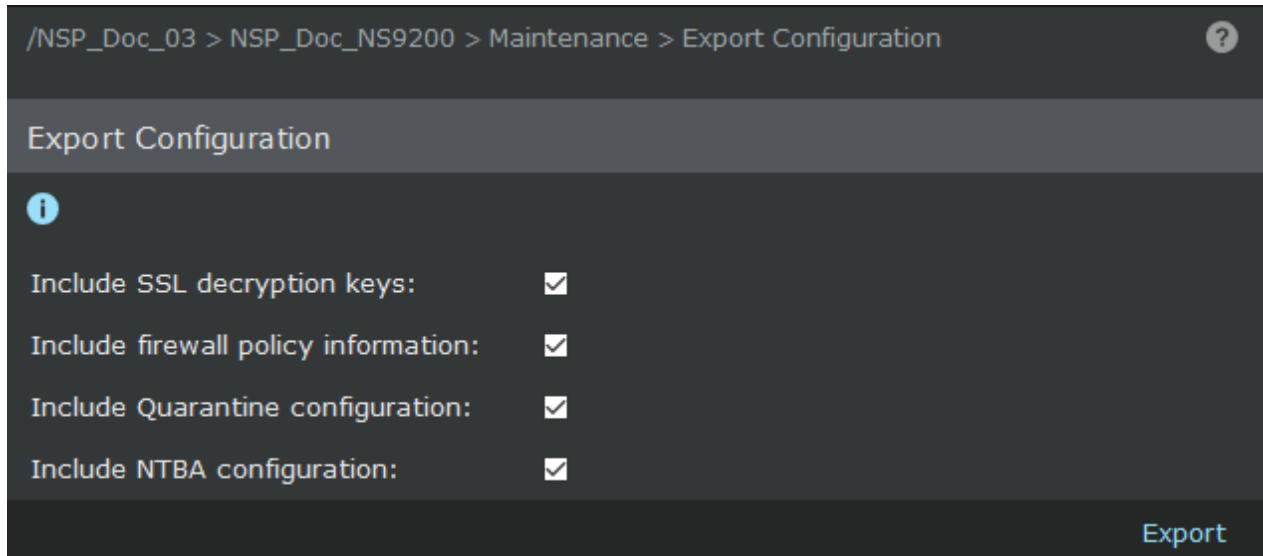 /NSP_Doc_03 > NSP_Doc_NS9200 > Maintenance > Export Configuration
Export Configuration
Include SSL decryption keys:
Include firewall policy information:
Include Quarantine configuration:
Include NTBA configuration:
Export